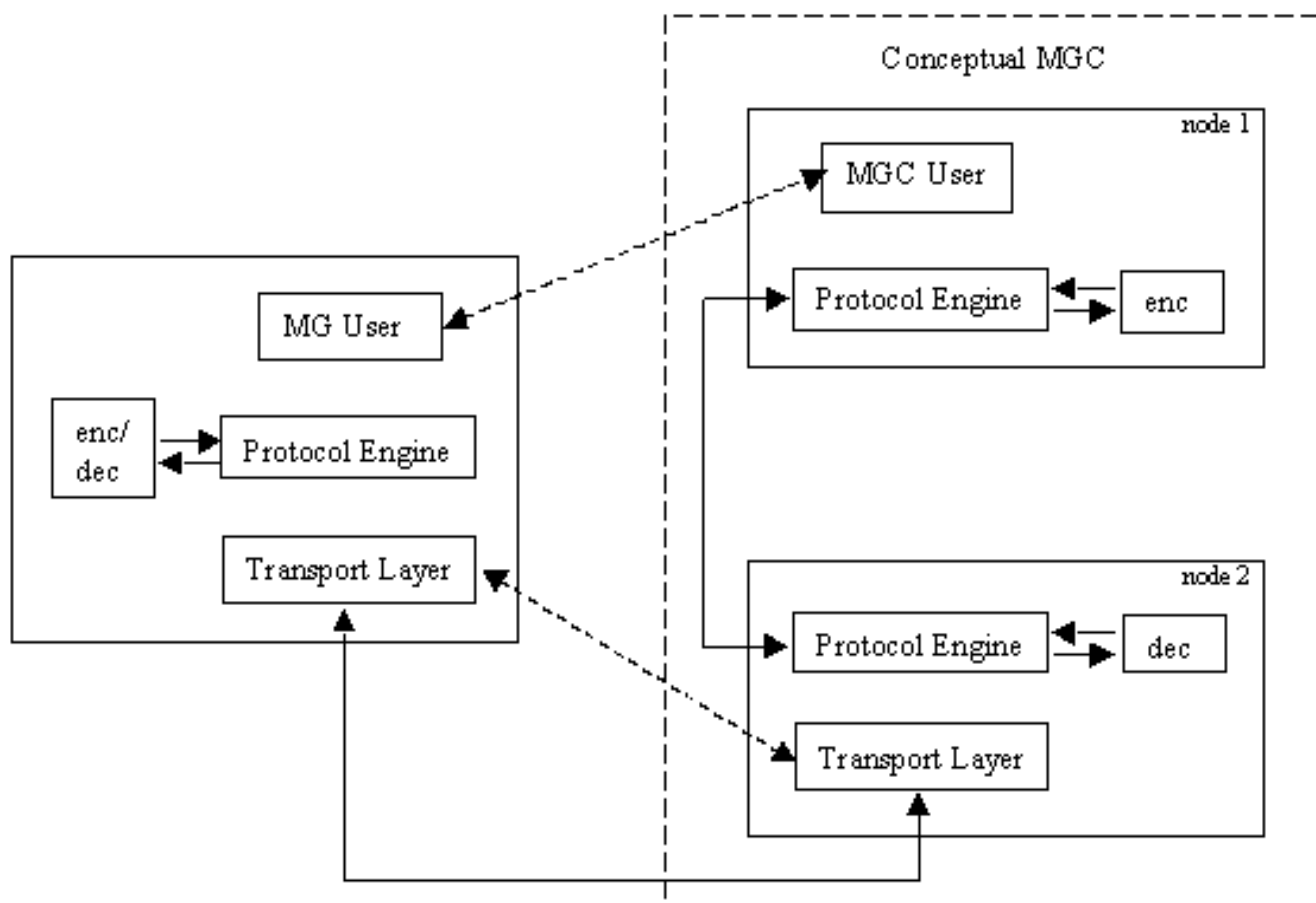 Conceptual MGC
node 1
MGC User
Protocol Engine
enc
MG User
enc/
dec
Protocol Engine
Transport Layer
node 2
Protocol Engine
dec
Transport Layer